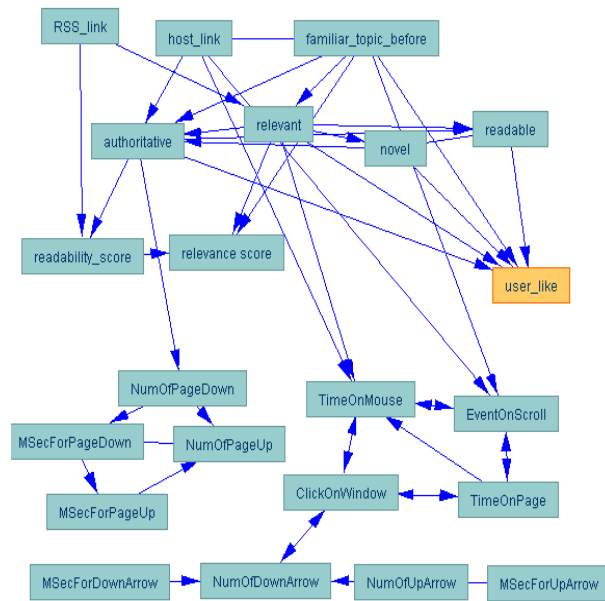 RSS_link
host_link
familiar_topic_before
relevant
readable
authoritative
novel
readability_score
relevance score
user_like
NumOfPageDown
TimeOnMouse
EventOnScroll
MSecForPageDown
NumOfPageUp
ClickOnWindow
TimeOnPage
MSecForPageUp
MSecForDownArrow
NumOfDownArrow
NumOfUpArrow
MSecForUpArrow